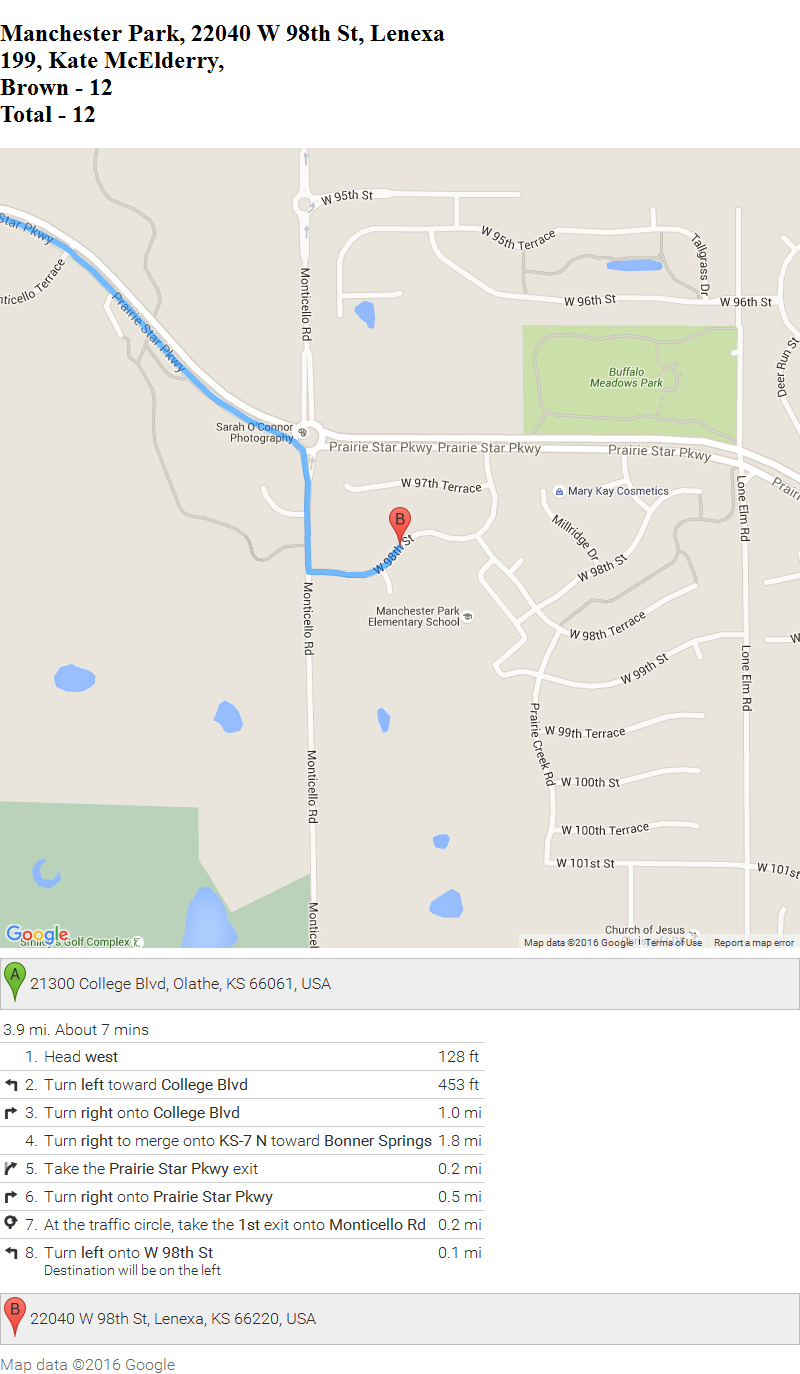 Manchester Park, 22040 W 98th St, Lenexa
199, Kate McElderry,
Brown - 12
Total - 12
W 95th St
Star Pkwy
W 95th Terrace
Tallgrass Dr
Monticello Rd
Prairie Star Pkwy
W 96th St
W 96th St
Deer Run St
Buffalo
Meadows Park
Sarah O'Connor
Photography
Prairie Star Pkwy
Prairie Star Pkwy
Prairie Star Pkwy
W 97th Terrace
Mary Kay Cosmetics
Lone Elm Rd
B
W 98th St
Millridge Dr
W 98th St
Monticello Rd
Manchester Park
Elementary School
W 98th Terrace
W 99th St
Lone Elm Rd
Prairie Creek Rd
W 99th Terrace
Monticello Rd
W 100th St
W 100th Terrace
W 101st St
W 101st
Church of Jesus
Google
Golf Complex
Map data ©2016 Google
Terms of Use
Report a map error
A
21300 College Blvd, Olathe, KS 66061, USA
3.9 mi. About 7 mins
1. Head west 128 ft
2. Turn left toward College Blvd 453 ft
3. Turn right onto College Blvd 1.0 mi
4. Turn right to merge onto KS-7 N toward Bonner Springs 1.8 mi
5. Take the Prairie Star Pkwy exit 0.2 mi
6. Turn right onto Prairie Star Pkwy 0.5 mi
7. At the traffic circle, take the 1st exit onto Monticello Rd 0.2 mi
8. Turn left onto W 98th St 0.1 mi
Destination will be on the left
B
22040 W 98th St, Lenexa, KS 66220, USA
Map data ©2016 Google